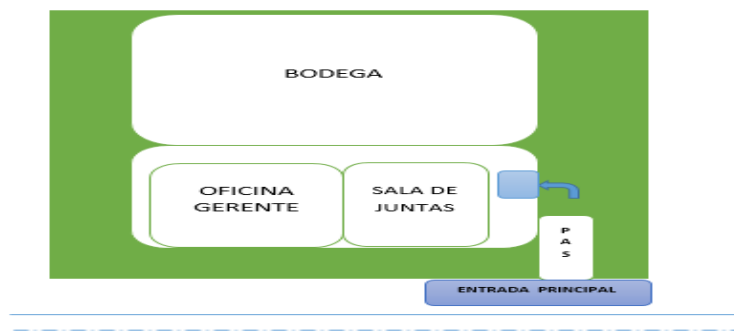 BODEGA
OFICINA
GERENTE
SALA DE
JUNTAS
P
A
S
ENTRADA PRINCIPAL